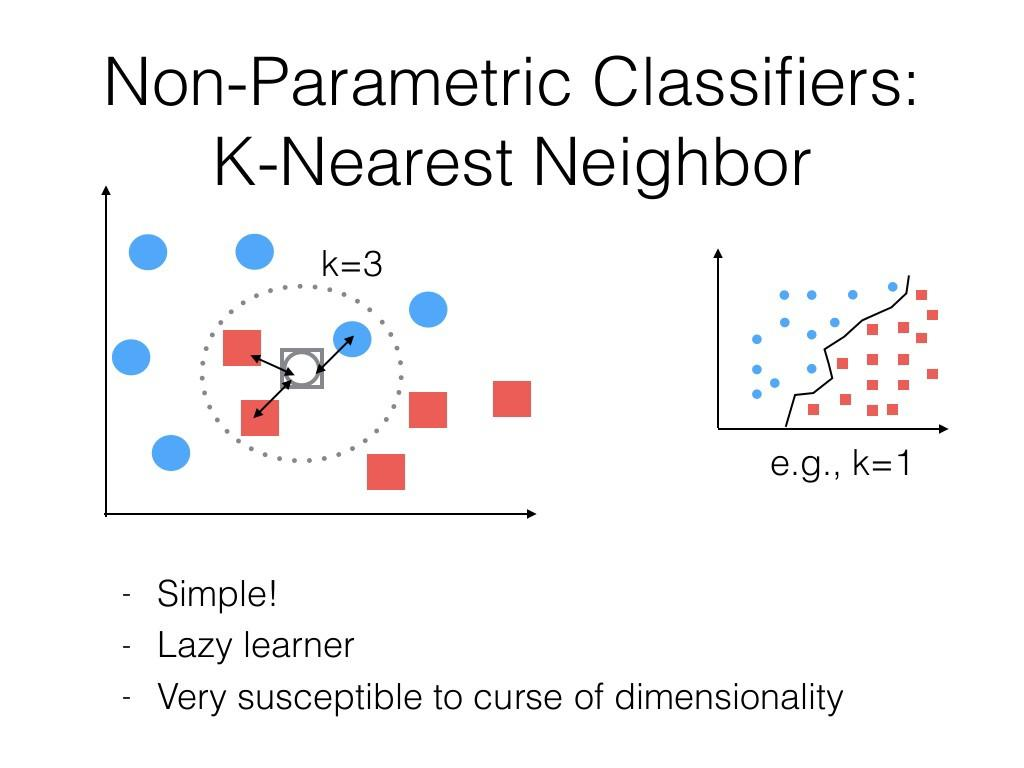 Non-Parametric Classifiers:
K-Nearest Neighbor
k=3
e.g., k=1
- Simple!
- Lazy learner
- Very susceptible to curse of dimensionality